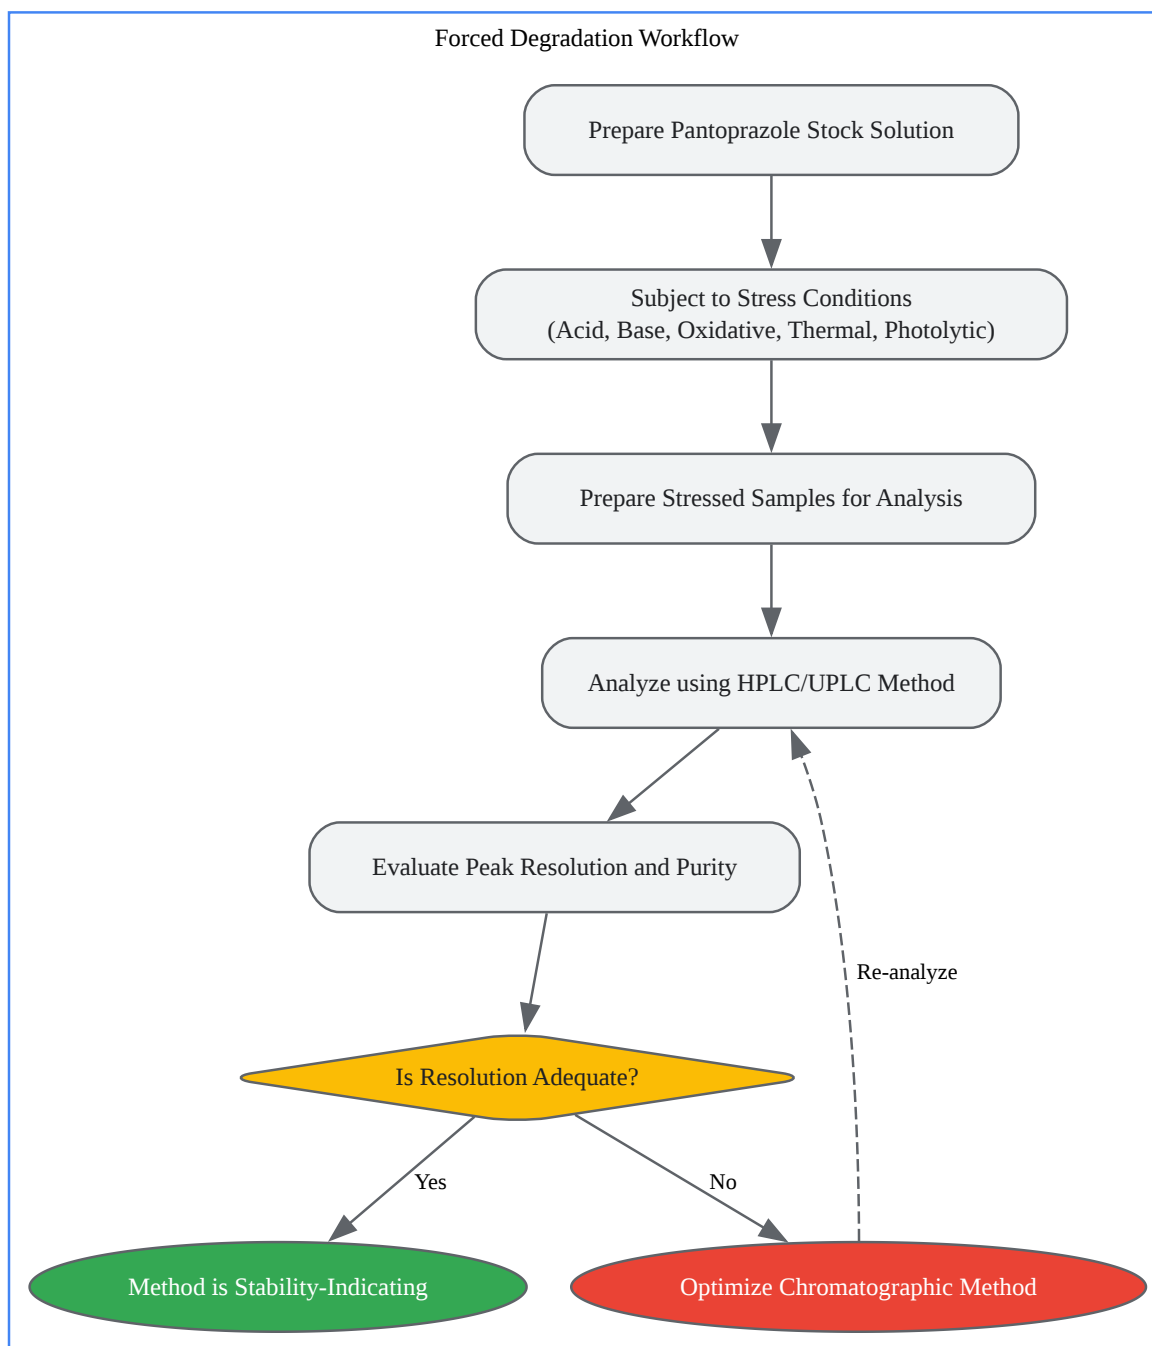 Forced Degradation Workflow
Prepare Pantoprazole Stock Solution
Subject to Stress Conditions
(Acid, Base, Oxidative, Thermal, Photolytic)
Prepare Stressed Samples for Analysis
Analyze using HPLC/UPLC Method
Evaluate Peak Resolution and Purity
Re-analyze
Is Resolution Adequate?
Yes
No
Method is Stability-Indicating
Optimize Chromatographic Method